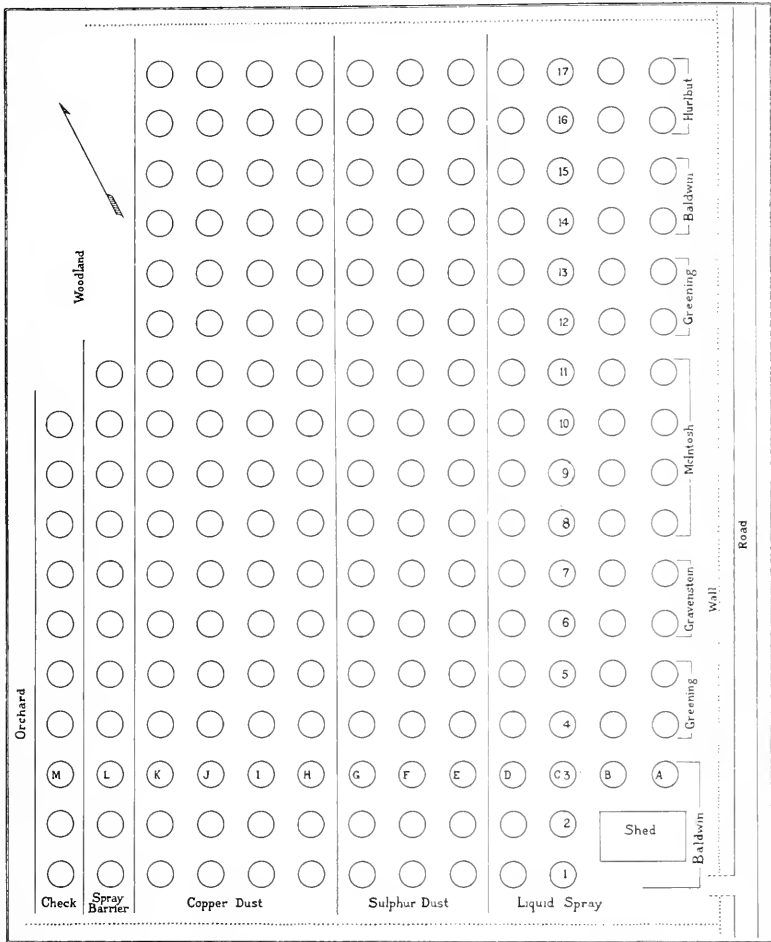 Orchard
Woodland
17
16
15
14
13
12
11
10
9
8
7
6
5
4
M
L
K
J
I
H
G
F
E
D
C 3
B
A
2
1
Shed
Hurlbut
Baldwin
Greening
McIntosh
Gravenstein
Greening
Baldwin
Wall
Road
Check
Spray
Barrier
Copper Dust
Sulphur Dust
Liquid Spray